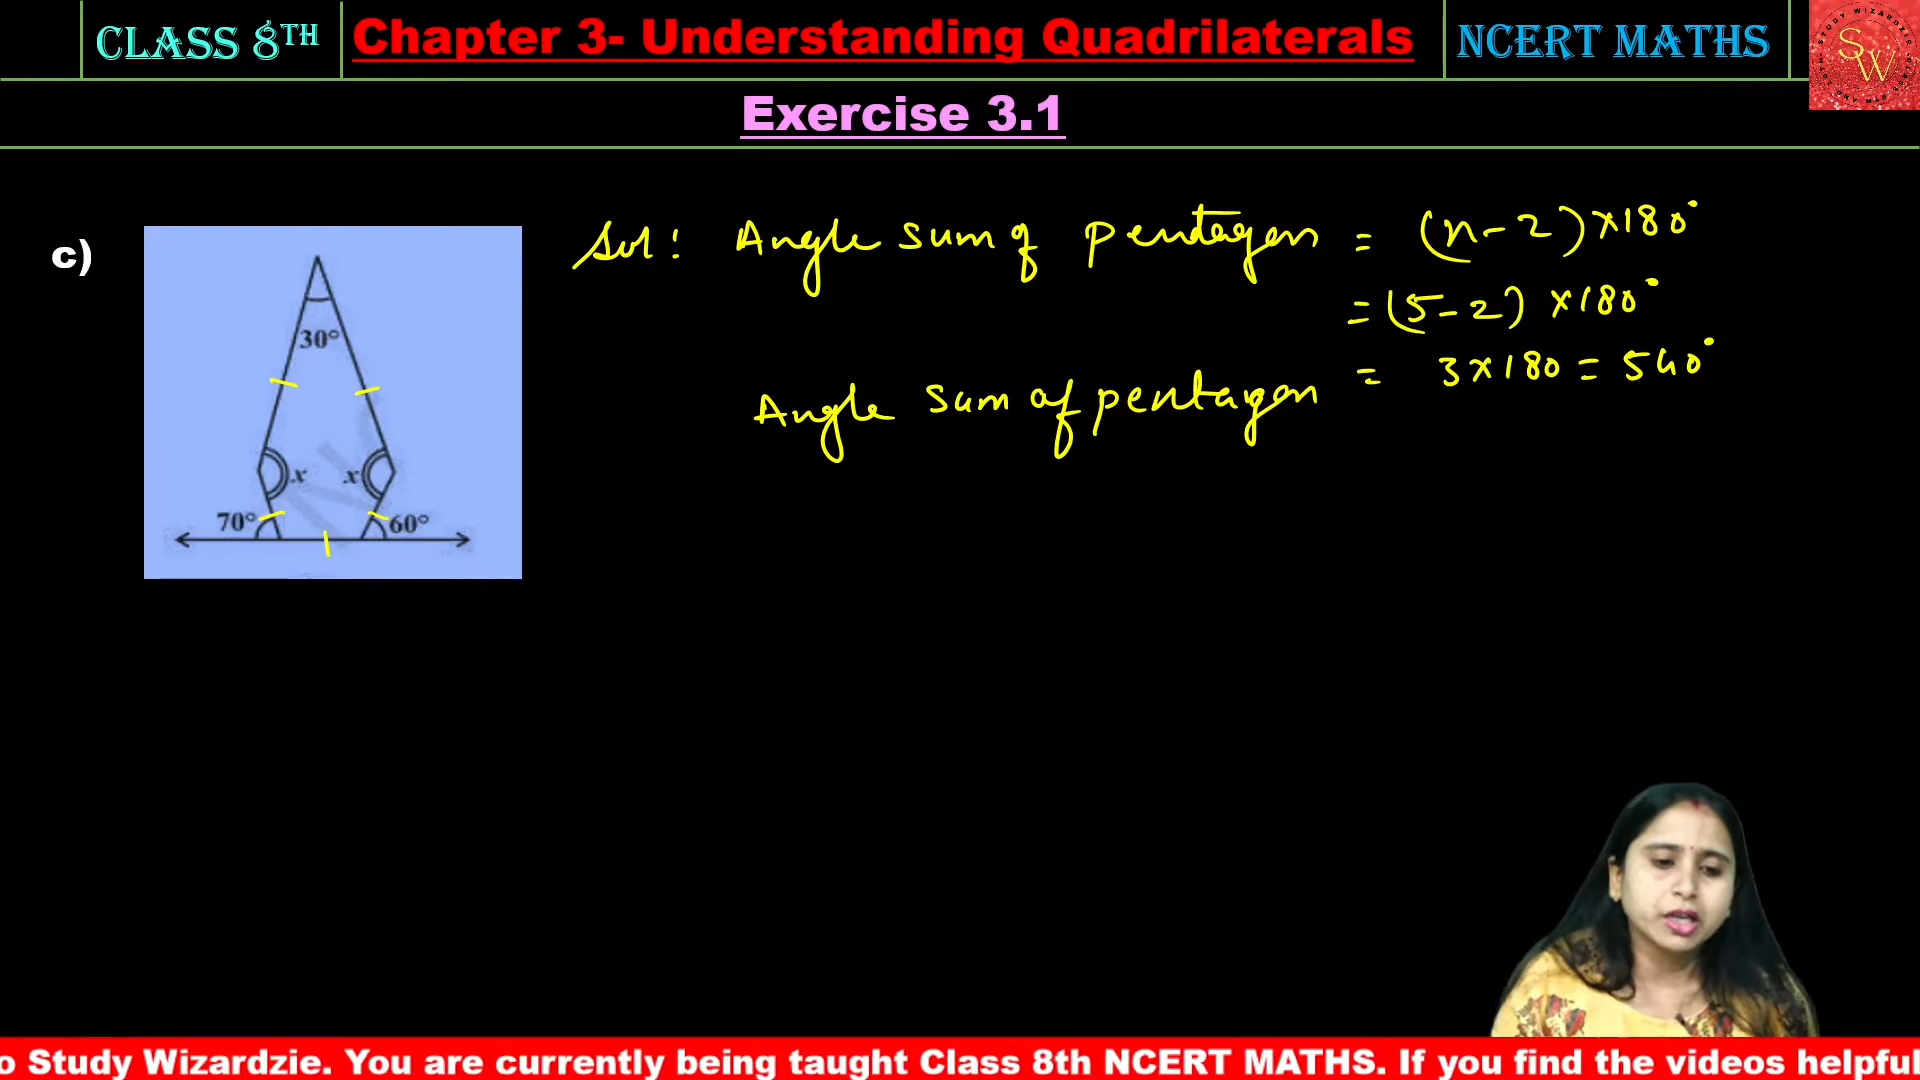 CLASS 8TH
Chapter 3- Understanding Quadrilaterals
NCERT MATHS
SW
Exercise 3.1
c)
30°
x x
70° 60°
Sol: Angle sum of pentagon = (n-2)×180°
= (5-2) ×180°
Angle sum of pentagon = 3×180 = 540°
o Study Wizardzie. You are currently being taught Class 8th NCERT MATHS. If you find the videos helpful